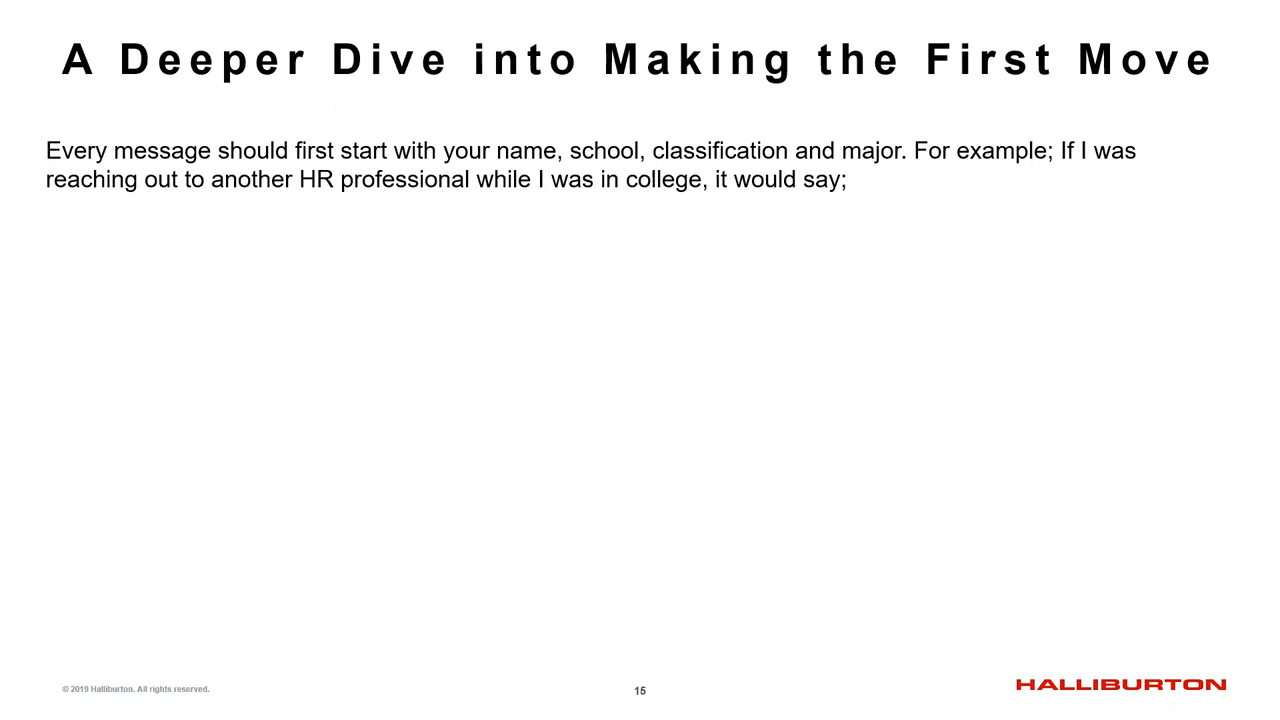 A Deeper Dive into Making the First Move
Every message should first start with your name, school, classification and major. For example; If I was
reaching out to another HR professional while I was in college, it would say;
© 2019 Halliburton. All rights reserved.
15
HALLIBURTON